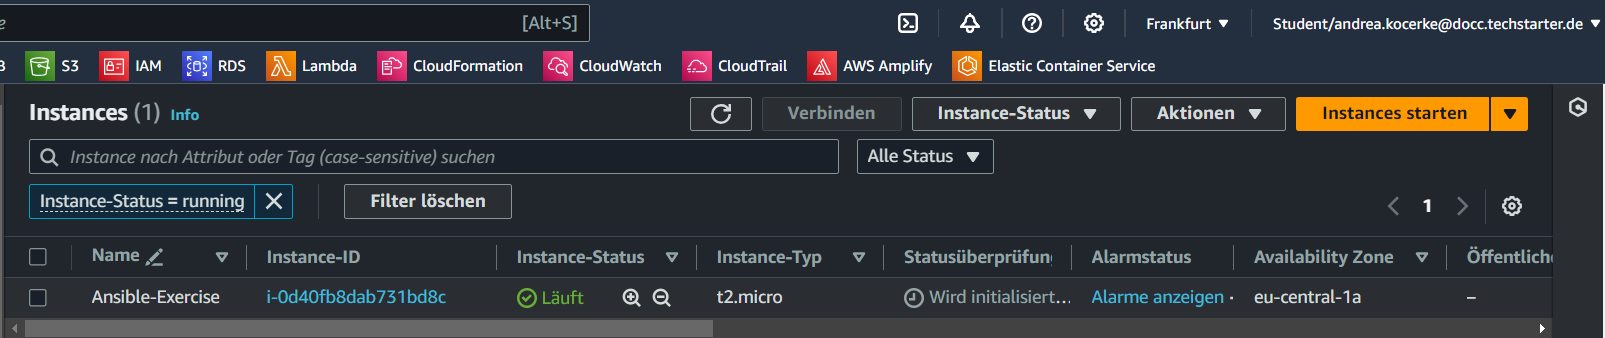 [Alt+S] Frankfurt Student/andrea.kocerke@docc.techstarter.de
S3 IAM RDS Lambda CloudFormation CloudWatch CloudTrail AWS Amplify Elastic Container Service
Instances (1) Info Verbinden Instance-Status Aktionen Instances starten
Instance nach Attribut oder Tag (case-sensitive) suchen Alle Status
Instance-Status = running Filter löschen 1
Name Instance-ID Instance-Status Instance-Typ Statusüberprüfung Alarmstatus Availability Zone Öffentliche
Ansible-Exercise i-0d40fb8dab731bd8c Läuft t2.micro Wird initialisiert… Alarme anzeigen eu-central-1a –